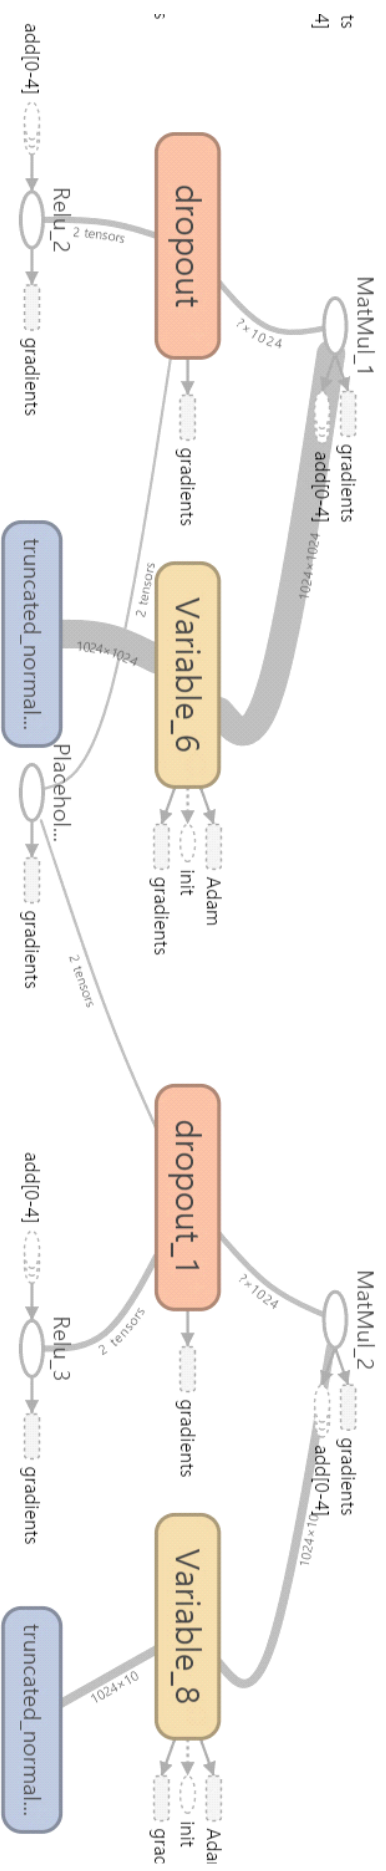 MatMul_1
gradients
add[0-4]
?×1024
1024×1024
dropout
gradients
2 tensors
Relu_2
add[0-4]
gradients
Variable_6
Adam
init
gradients
1024×1024
truncated_normal...
2 tensors
Placehol...
gradients
2 tensors
MatMul_2
gradients
add[0-4]
?×1024
1024×10
dropout_1
gradients
2 tensors
Relu_3
add[0-4]
gradients
Variable_8
Adai
init
grac
1024×10
truncated_normal...
ts
4]